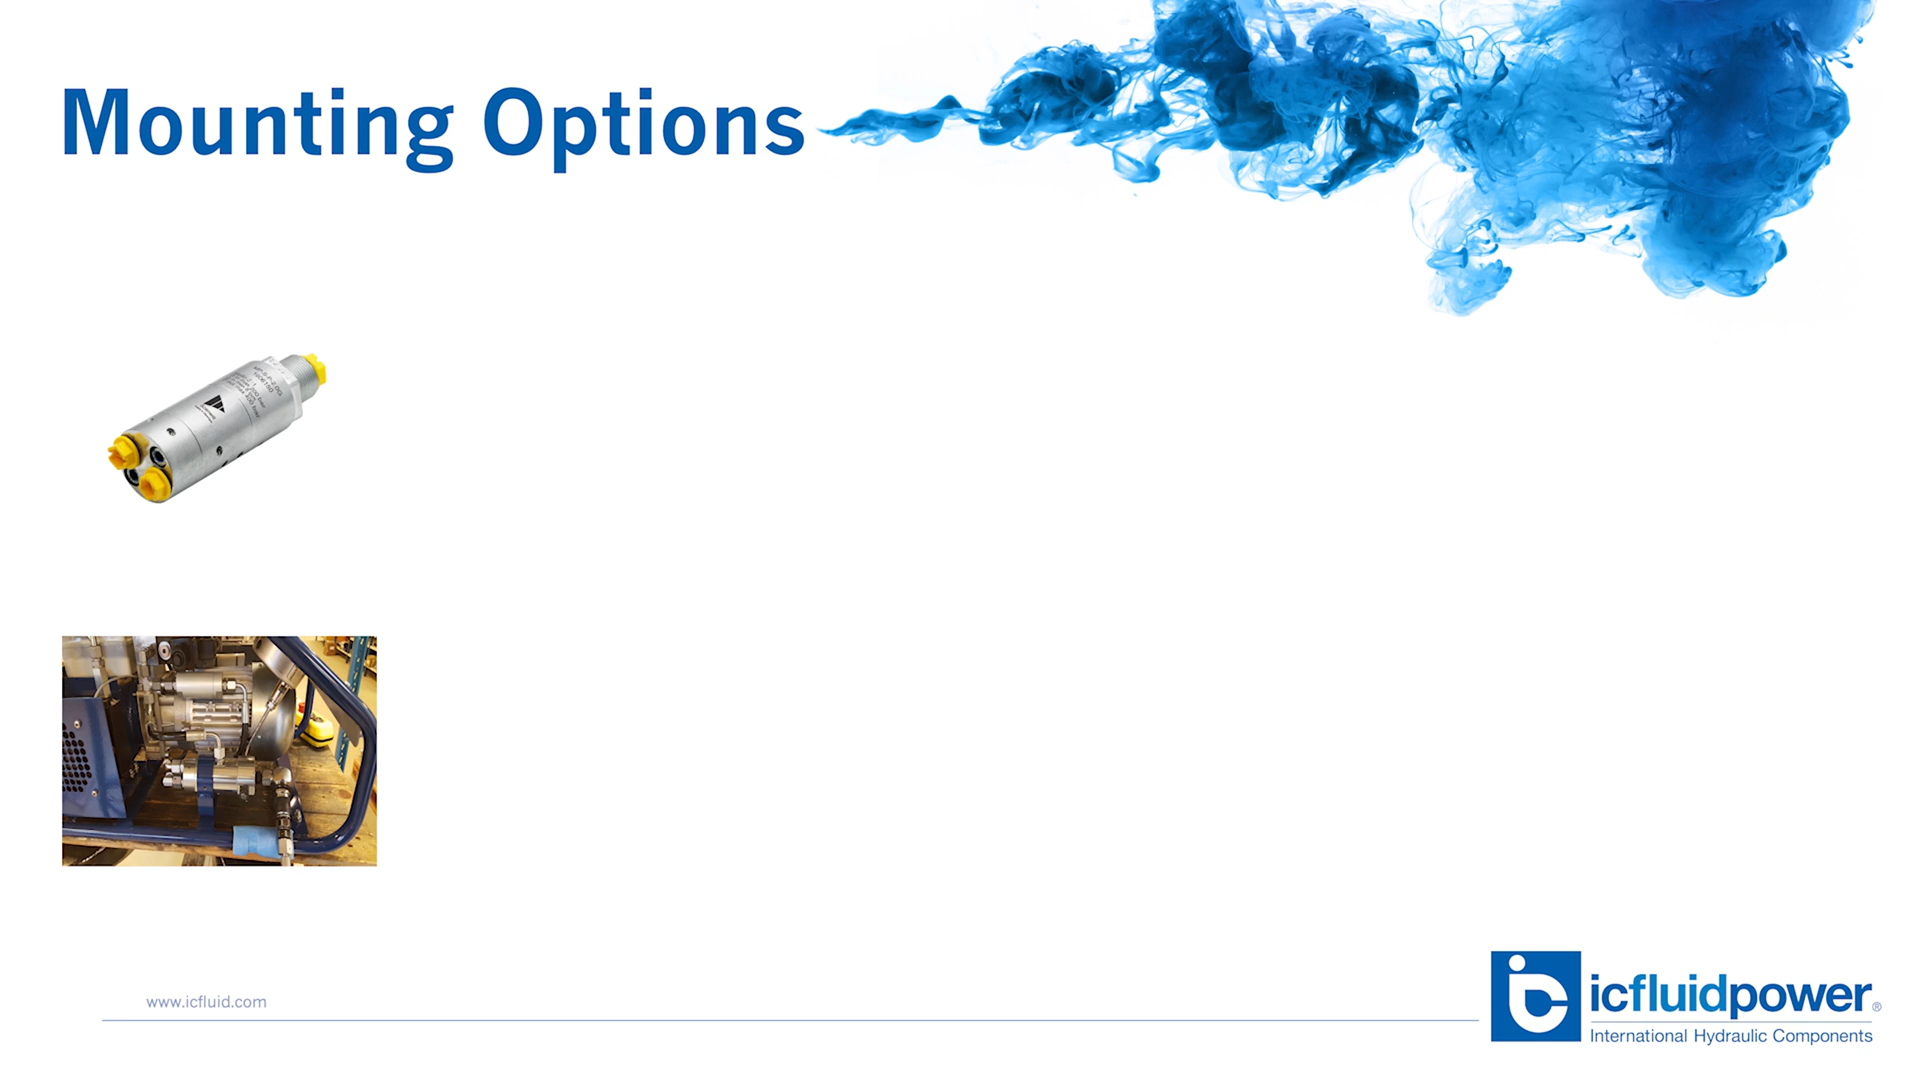 Mounting Options
www.icfluid.com
icfluidpower®
International Hydraulic Components